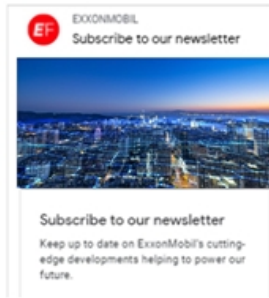 EF
EXXONMOBIL
Subscribe to our newsletter
Subscribe to our newsletter
Keep up to date on ExxonMobil's cutting-
edge developments helping to power our
future.